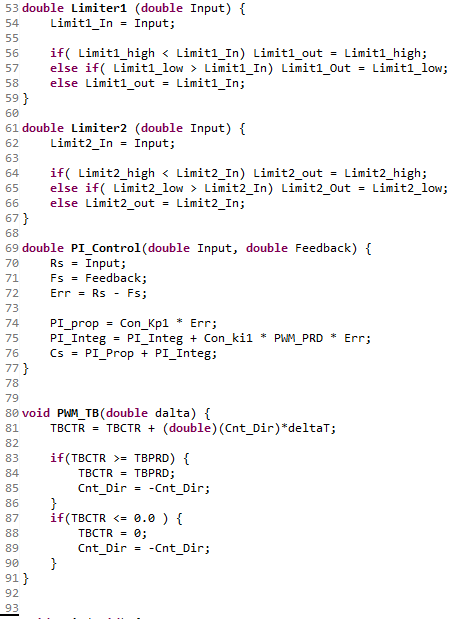 53 double Limiter1 (double Input) {
54     Limit1_In = Input;
55
56     if( Limit1_high < Limit1_In) Limit1_out = Limit1_high;
57     else if( Limit1_low > Limit1_In) Limit1_Out = Limit1_low;
58     else Limit1_out = Limit1_In;
59 }
60
61 double Limiter2 (double Input) {
62     Limit2_In = Input;
63
64     if( Limit2_high < Limit2_In) Limit2_out = Limit2_high;
65     else if( Limit2_low > Limit2_In) Limit2_Out = Limit2_low;
66     else Limit2_out = Limit2_In;
67 }
68
69 double PI_Control(double Input, double Feedback) {
70     Rs = Input;
71     Fs = Feedback;
72     Err = Rs - Fs;
73
74     PI_prop = Con_Kp1 * Err;
75     PI_Integ = PI_Integ + Con_ki1 * PWM_PRD * Err;
76     Cs = PI_Prop + PI_Integ;
77 }
78
79
80 void PWM_TB(double dalta) {
81     TBCTR = TBCTR + (double)(Cnt_Dir)*deltaT;
82
83     if(TBCTR >= TBPRD) {
84         TBCTR = TBPRD;
85         Cnt_Dir = -Cnt_Dir;
86     }
87     if(TBCTR <= 0.0 ) {
88         TBCTR = 0;
89         Cnt_Dir = -Cnt_Dir;
90     }
91 }
92
93